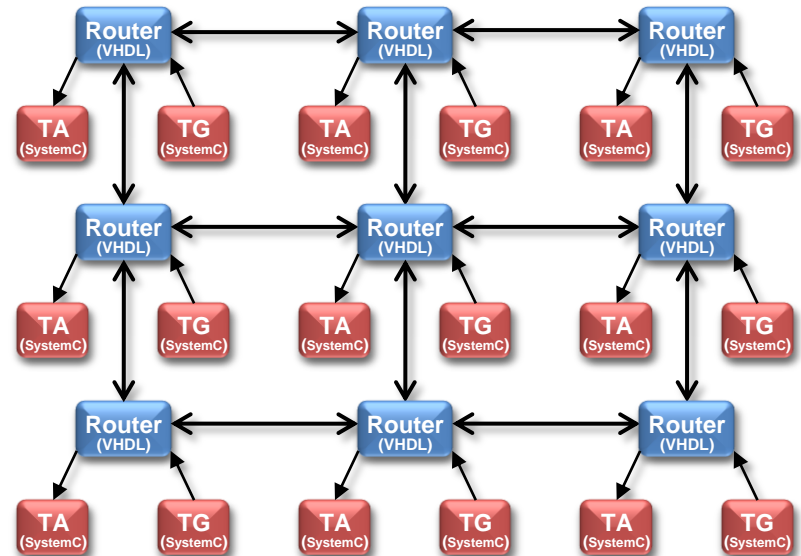 Router
(VHDL)
Router
(VHDL)
Router
(VHDL)
TA
(SystemC)
TG
(SystemC)
TA
(SystemC)
TG
(SystemC)
TA
(SystemC)
TG
(SystemC)
Router
(VHDL)
Router
(VHDL)
Router
(VHDL)
TA
(SystemC)
TG
(SystemC)
TA
(SystemC)
TG
(SystemC)
TA
(SystemC)
TG
(SystemC)
Router
(VHDL)
Router
(VHDL)
Router
(VHDL)
TA
(SystemC)
TG
(SystemC)
TA
(SystemC)
TG
(SystemC)
TA
(SystemC)
TG
(SystemC)